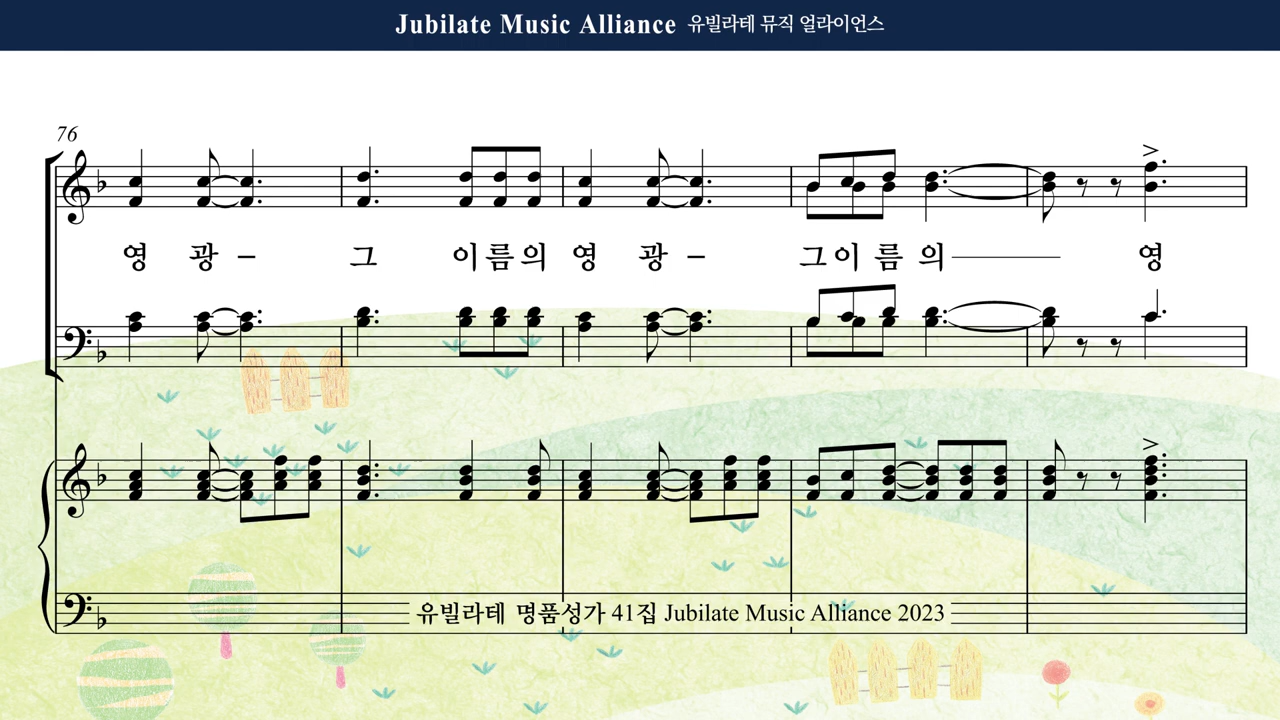 Jubilate Music Alliance 유빌라테 뮤직 얼라이언스
76
영 광 - 그 이름의 영 광 - 그이 름 의 영
유빌라테 명품성가 41집 Jubilate Music Alliance 2023